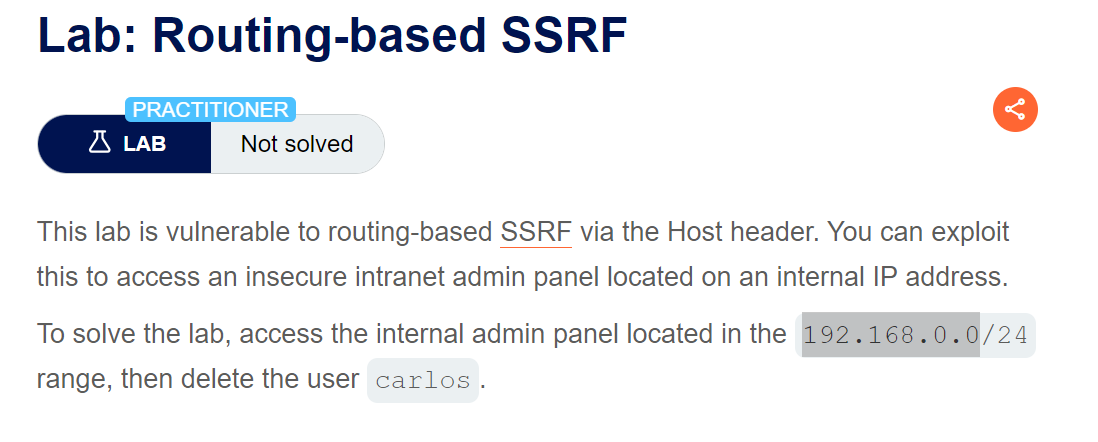 Lab: Routing-based SSRF
PRACTITIONER
LAB Not solved
This lab is vulnerable to routing-based SSRF via the Host header. You can exploit
this to access an insecure intranet admin panel located on an internal IP address.
To solve the lab, access the internal admin panel located in the 192.168.0.0/24
range, then delete the user carlos.